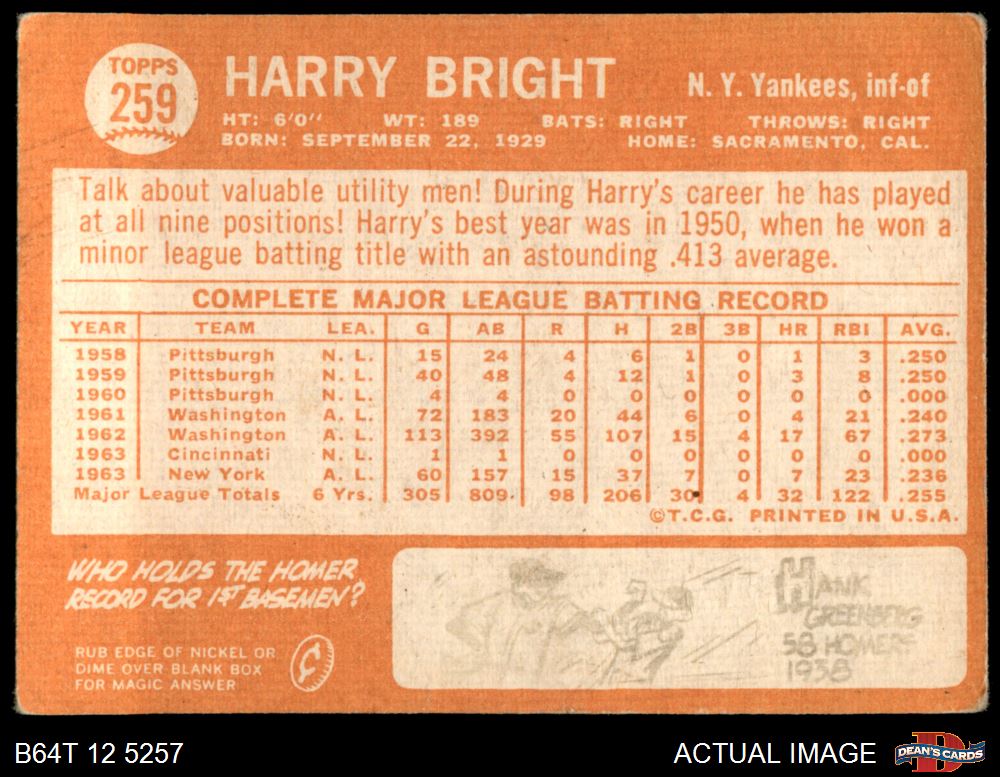 TOPPS
259
HARRY BRIGHT
N. Y. Yankees, inf-of
HT: 6'0'' WT: 189 BATS: RIGHT THROWS: RIGHT
BORN: SEPTEMBER 22, 1929 HOME: SACRAMENTO, CAL.
Talk about valuable utility men! During Harry's career he has played
at all nine positions! Harry's best year was in 1950, when he won a
minor league batting title with an astounding .413 average.
COMPLETE MAJOR LEAGUE BATTING RECORD
YEAR TEAM LEA. G AB R H 2B 3B HR RBI AVG.
1958 Pittsburgh N. L. 15 24 4 6 1 0 1 3 .250
1959 Pittsburgh N. L. 40 48 4 12 1 0 3 8 .250
1960 Pittsburgh N. L. 4 4 0 0 0 0 0 0 .000
1961 Washington A. L. 72 183 20 44 6 0 4 21 .240
1962 Washington A. L. 113 392 55 107 15 4 17 67 .273
1963 Cincinnati N. L. 1 1 0 0 0 0 0 0 .000
1963 New York A. L. 60 157 15 37 7 0 7 23 .236
Major League Totals 6 Yrs. 305 809 98 206 30 4 32 122 .255
©T.C.G. PRINTED IN U.S.A.
WHO HOLDS THE HOMER
RECORD FOR 1ST BASEMEN?
RUB EDGE OF NICKEL OR
DIME OVER BLANK BOX
FOR MAGIC ANSWER
¢
HANK
GREENBERG
58 HOMERS
1938
B64T 12 5257
ACTUAL IMAGE
D
DEAN'S CARDS